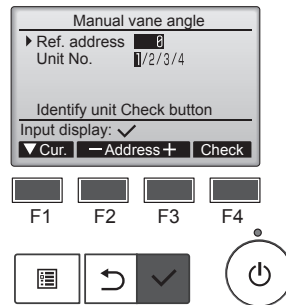 Manual vane angle
Ref. address 0
Unit No. 1/2/3/4
Identify unit Check button
Input display: ✓
▼ Cur. − Address + Check
F1 F2 F3 F4